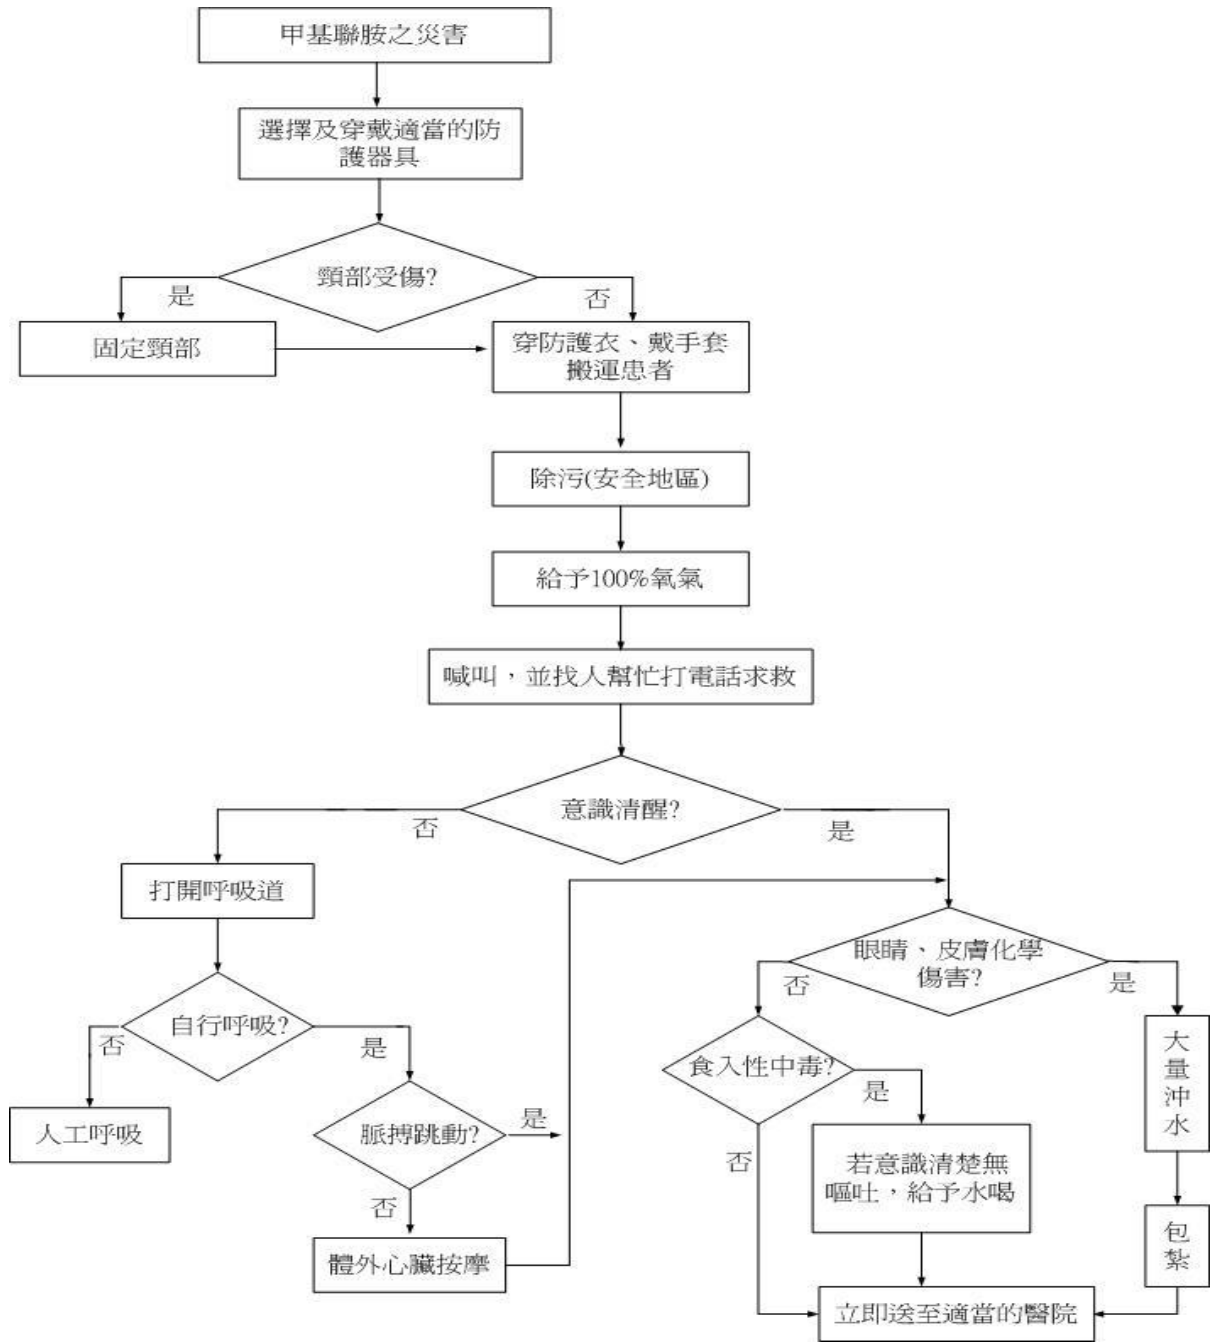 甲基聯胺之災害
選擇及穿戴適當的防
護器具
頸部受傷?
是
否
固定頸部
穿防護衣、戴手套
搬運患者
除污(安全地區)
給予100%氧氣
喊叫，並找人幫忙打電話求救
意識清醒?
否
是
打開呼吸道
眼睛、皮膚化學
傷害?
否
是
自行呼吸?
否
是
食入性中毒?
是
否
大
量
沖
水
人工呼吸
脈搏跳動?
是
否
若意識清楚無
嘔吐，給予水喝
體外心臟按摩
包
紮
立即送至適當的醫院